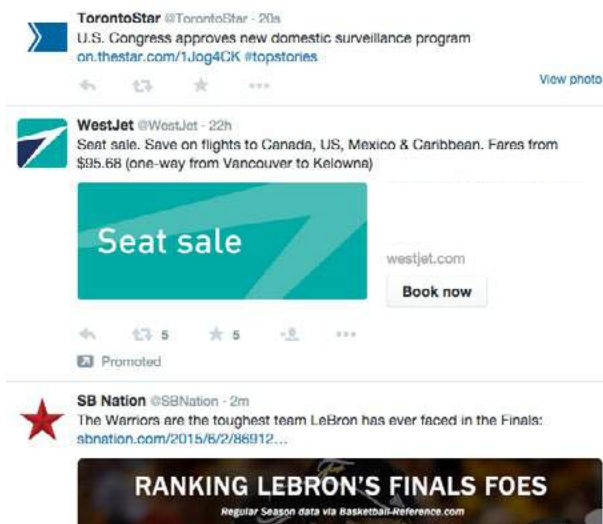 TorontoStar @TorontoStar - 20s
U.S. Congress approves new domestic surveillance program
on.thestar.com/1Jog4CK #topstories
View photo
WestJet @WestJet - 22h
Seat sale. Save on flights to Canada, US, Mexico & Caribbean. Fares from
$95.68 (one-way from Vancouver to Kelowna)
Seat sale
westjet.com
Book now
5 5
Promoted
SB Nation @SBNation - 2m
The Warriors are the toughest team LeBron has ever faced in the Finals:
sbnation.com/2015/6/2/86912...
RANKING LEBRON'S FINALS FOES
Regular Season data via Basketball-Reference.com